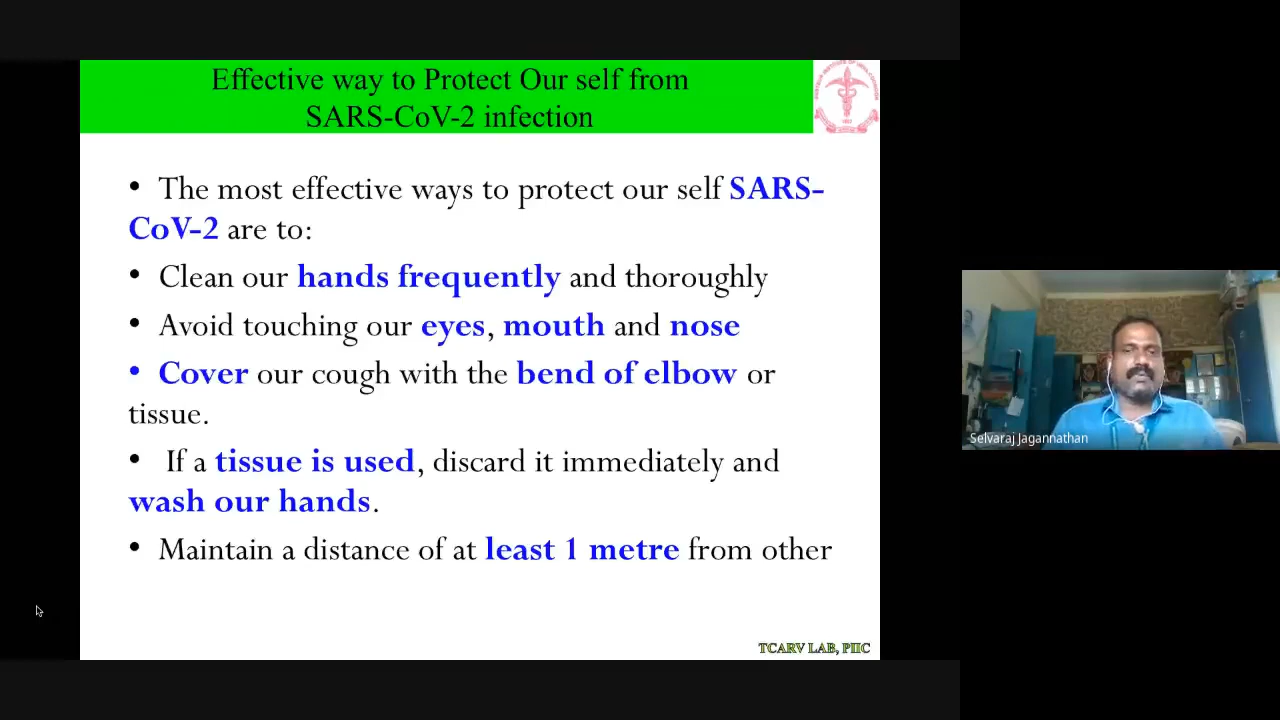 Effective way to Protect Our self from
SARS-CoV-2 infection
• The most effective ways to protect our self SARS-
CoV-2 are to:
• Clean our hands frequently and thoroughly
• Avoid touching our eyes, mouth and nose
• Cover our cough with the bend of elbow or
tissue.
• If a tissue is used, discard it immediately and
wash our hands.
• Maintain a distance of at least 1 metre from other
TCARV LAB, PIIC
Selvaraj Jagannathan